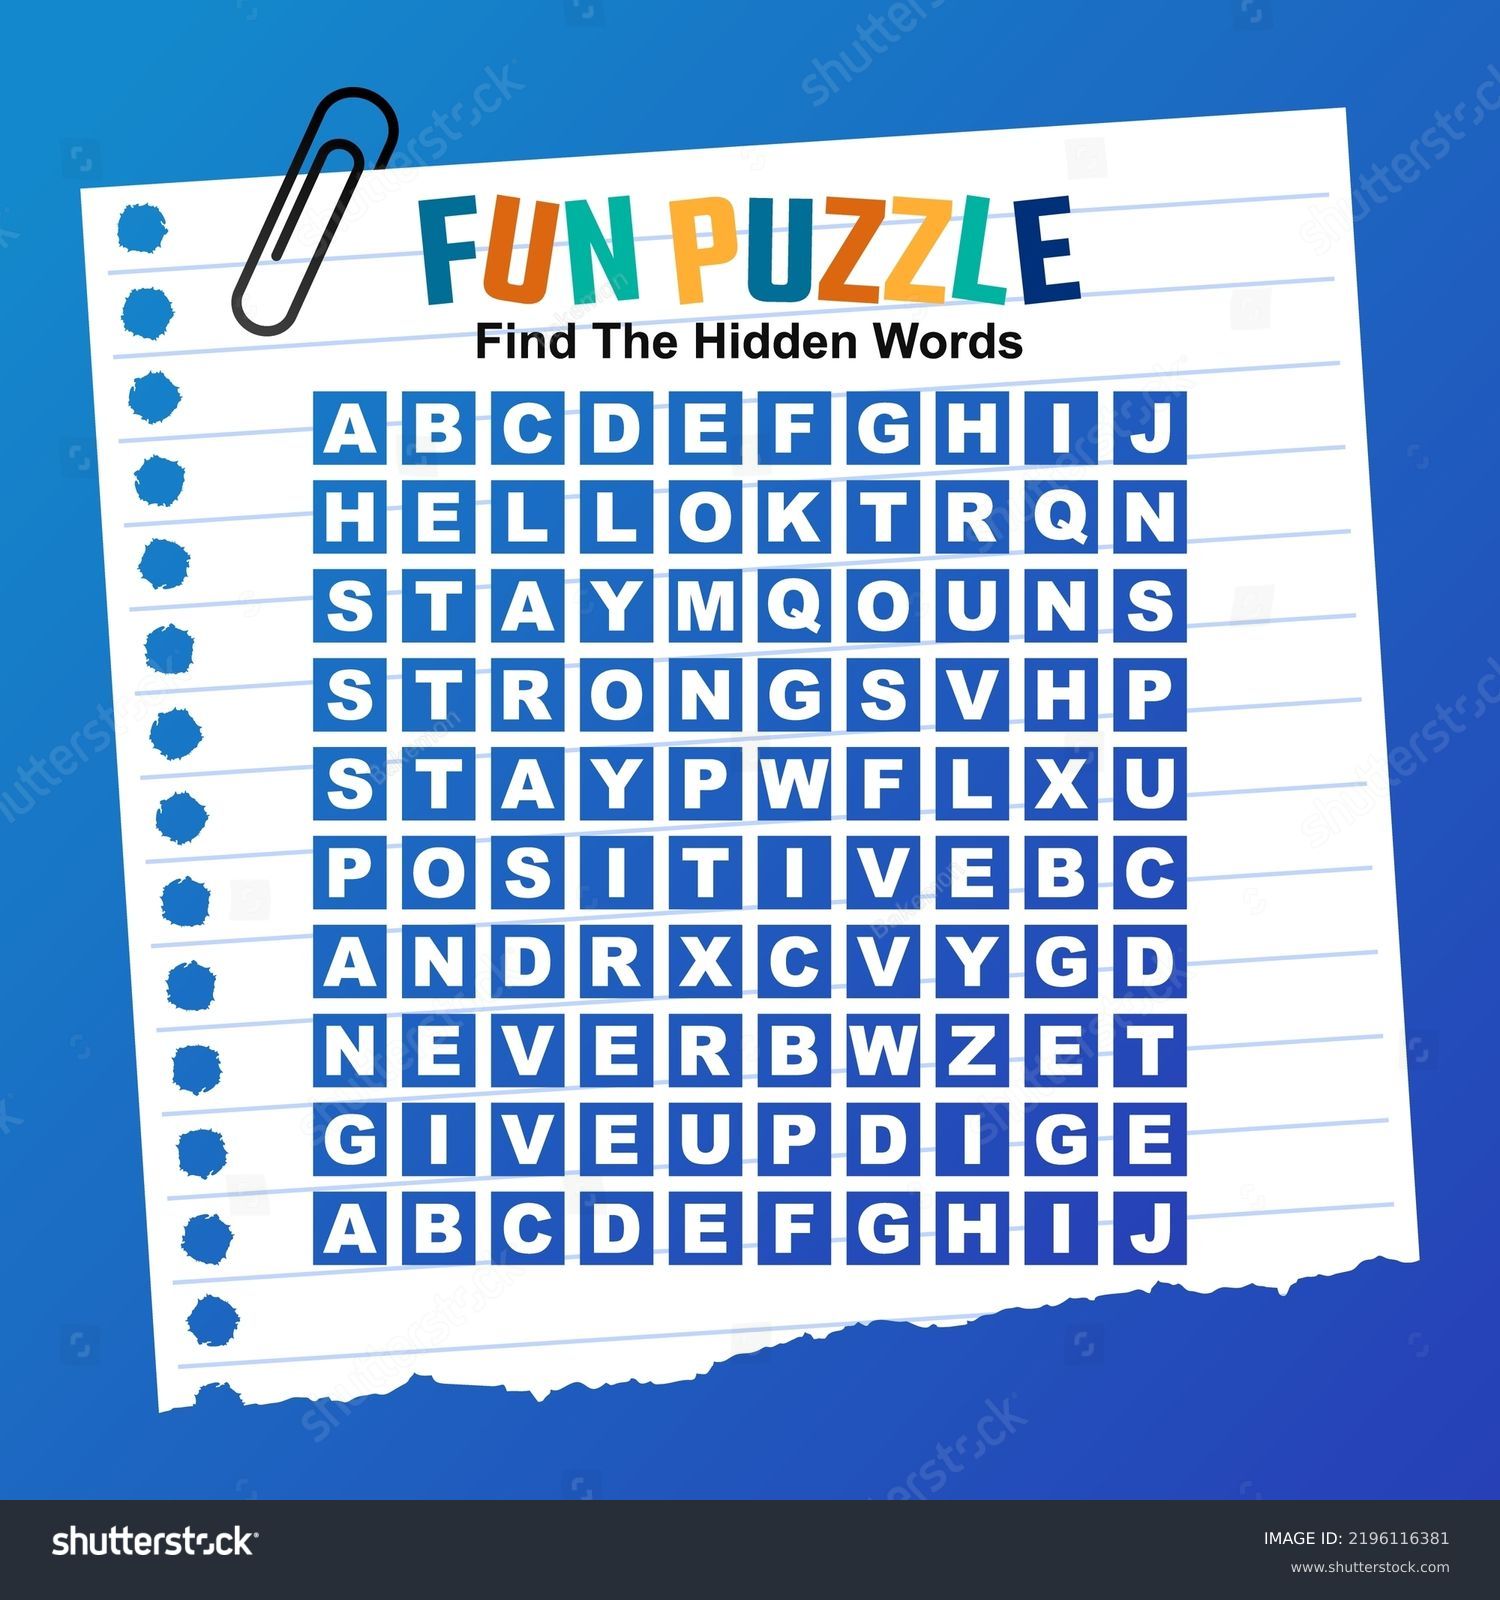 FUN PUZZLE
Find The Hidden Words
A B C D E F G H I J
H E L L O K T R Q N
S T A Y M Q O U N S
S T R O N G S V H P
S T A Y P W F L X U
P O S I T I V E B C
A N D R X C V Y G D
N E V E R B W Z E T
G I V E U P D I G E
A B C D E F G H I J
shutterstock
IMAGE ID: 2196116381
www.shutterstock.com